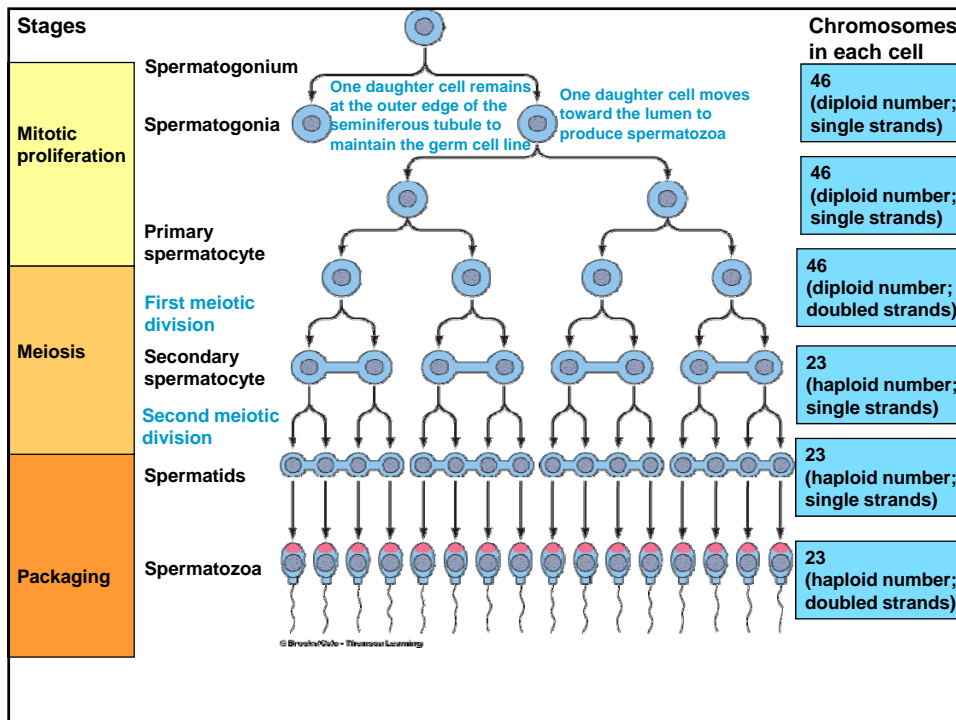 Stages
Chromosomes
in each cell
Spermatogonium
One daughter cell remains
at the outer edge of the
seminiferous tubule to
maintain the germ cell line
One daughter cell moves
toward the lumen to
produce spermatozoa
46
(diploid number;
single strands)
Mitotic
proliferation
Spermatogonia
46
(diploid number;
single strands)
Primary
spermatocyte
46
(diploid number;
doubled strands)
First meiotic
division
Meiosis
Secondary
spermatocyte
23
(haploid number;
single strands)
Second meiotic
division
Spermatids
23
(haploid number;
single strands)
Packaging
Spermatozoa
23
(haploid number;
doubled strands)
© Brooks/Cole - Thomson Learning